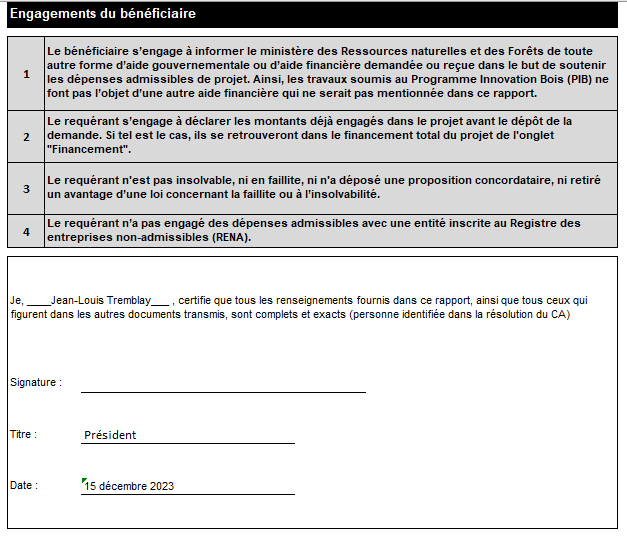 Engagements du bénéficiaire
1
Le bénéficiaire s’engage à informer le ministère des Ressources naturelles et des Forêts de toute
autre forme d’aide gouvernementale ou d’aide financière demandée ou reçue dans le but de soutenir
les dépenses admissibles de projet. Ainsi, les travaux soumis au Programme Innovation Bois (PIB) ne
font pas l’objet d’une autre aide financière qui ne serait pas mentionnée dans ce rapport.
2
Le requérant s’engage à déclarer les montants déjà engagés dans le projet avant le dépôt de la
demande. Si tel est le cas, ils se retrouveront dans le financement total du projet de l'onglet
"Financement".
3
Le requérant n'est pas insolvable, ni en faillite, ni n'a déposé une proposition concordataire, ni retiré
un avantage d’une loi concernant la faillite ou à l’insolvabilité.
4
Le requérant n’a pas engagé des dépenses admissibles avec une entité inscrite au Registre des
entreprises non-admissibles (RENA).
Je, ____Jean-Louis Tremblay___ , certifie que tous les renseignements fournis dans ce rapport, ainsi que tous ceux qui
figurent dans les autres documents transmis, sont complets et exacts (personne identifiée dans la résolution du CA)
Signature :
Titre : Président
Date : 15 décembre 2023